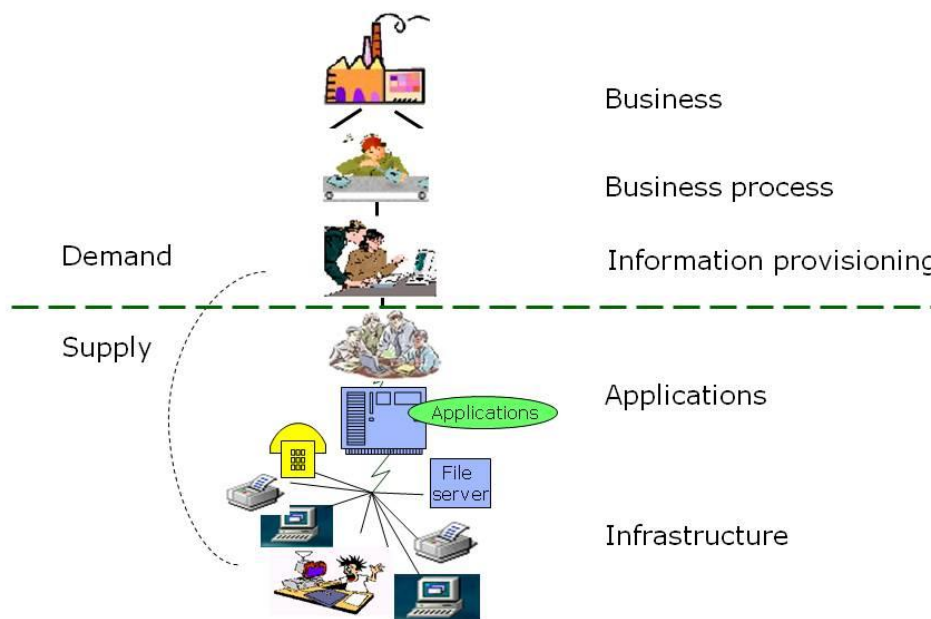 Business
Business process
Demand
Information provisioning
Supply
Applications
Applications
File
server
Infrastructure